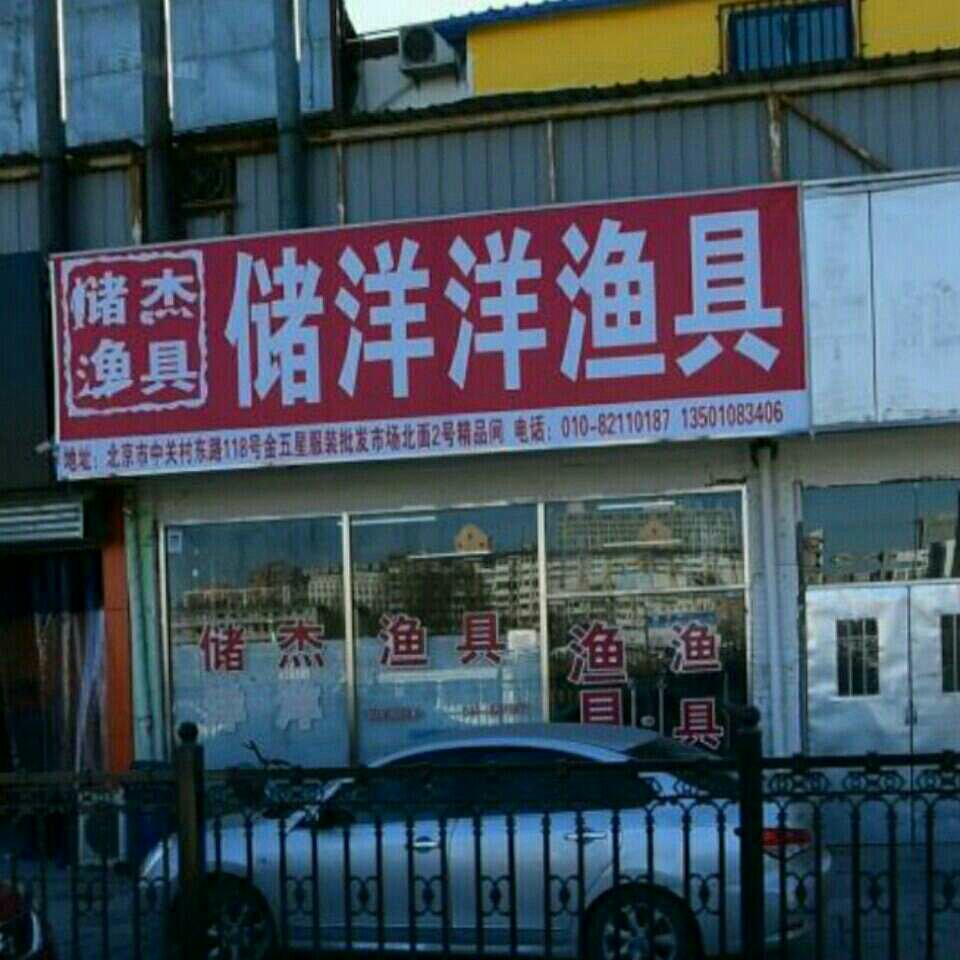 储杰
渔具
储洋洋渔具
地址：北京市中关村东路118号金五星服装批发市场北面2号精品间 电话：010-82110187 13501083406
储杰 渔具
渔具
渔具